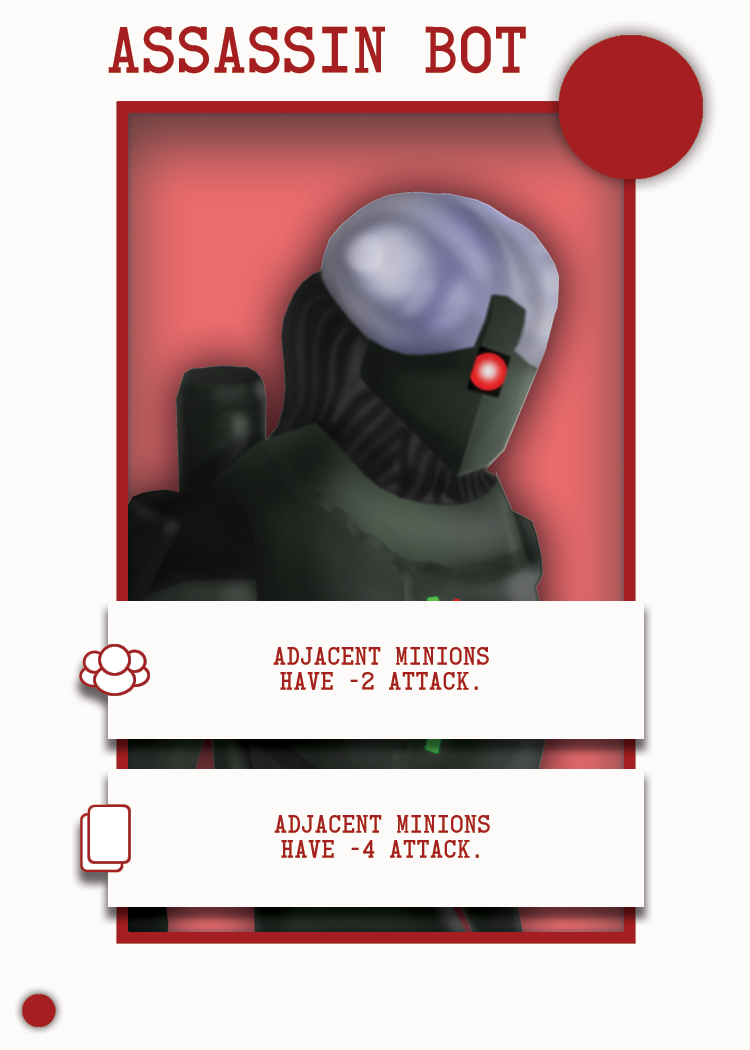 ASSASSIN BOT
ADJACENT MINIONS
HAVE -2 ATTACK.
ADJACENT MINIONS
HAVE -4 ATTACK.